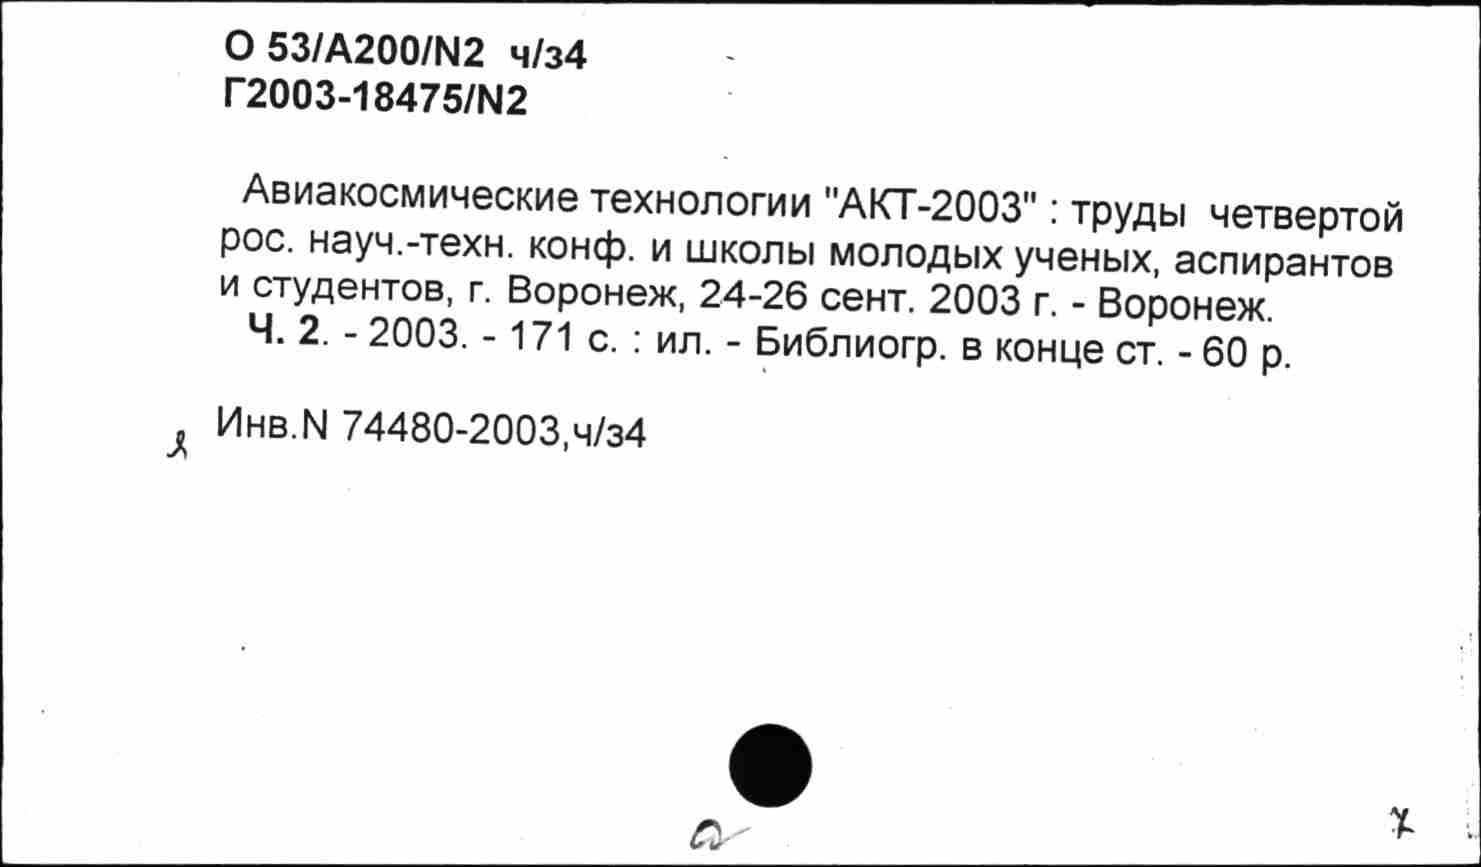 О 53/А200/N2 ч/з4
Г2003-18475/N2
Авиакосмические технологии "АКТ-2003" : труды четвертой
рос. науч.-техн. конф. и школы молодых ученых, аспирантов
и студентов, г. Воронеж, 24-26 сент. 2003 г. - Воронеж.
Ч. 2. - 2003. - 171 с. : ил. - Библиогр. в конце ст. - 60 р.
Инв.N 74480-2003,ч/з4